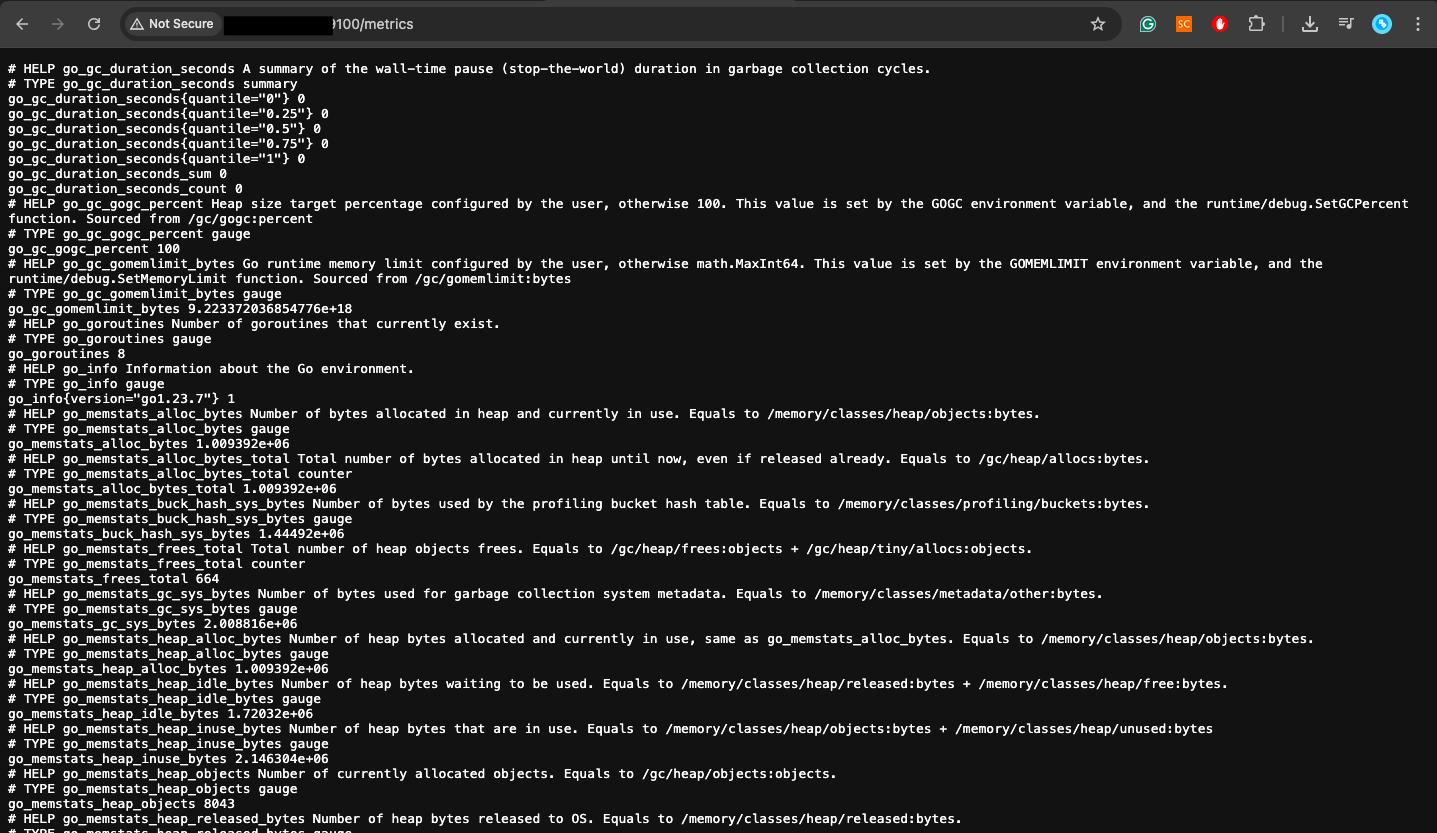 Not Secure
9100/metrics
SC
# HELP go_gc_duration_seconds A summary of the wall-time pause (stop-the-world) duration in garbage collection cycles.
# TYPE go_gc_duration_seconds summary
go_gc_duration_seconds{quantile="0"} 0
go_gc_duration_seconds{quantile="0.25"} 0
go_gc_duration_seconds{quantile="0.5"} 0
go_gc_duration_seconds{quantile="0.75"} 0
go_gc_duration_seconds{quantile="1"} 0
go_gc_duration_seconds_sum 0
go_gc_duration_seconds_count 0
# HELP go_gc_gogc_percent Heap size target percentage configured by the user, otherwise 100. This value is set by the GOGC environment variable, and the runtime/debug.SetGCPercent
function. Sourced from /gc/gogc:percent
# TYPE go_gc_gogc_percent gauge
go_gc_gogc_percent 100
# HELP go_gc_gomemlimit_bytes Go runtime memory limit configured by the user, otherwise math.MaxInt64. This value is set by the GOMEMLIMIT environment variable, and the
runtime/debug.SetMemoryLimit function. Sourced from /gc/gomemlimit:bytes
# TYPE go_gc_gomemlimit_bytes gauge
go_gc_gomemlimit_bytes 9.223372036854776e+18
# HELP go_goroutines Number of goroutines that currently exist.
# TYPE go_goroutines gauge
go_goroutines 8
# HELP go_info Information about the Go environment.
# TYPE go_info gauge
go_info{version="go1.23.7"} 1
# HELP go_memstats_alloc_bytes Number of bytes allocated in heap and currently in use. Equals to /memory/classes/heap/objects:bytes.
# TYPE go_memstats_alloc_bytes gauge
go_memstats_alloc_bytes 1.009392e+06
# HELP go_memstats_alloc_bytes_total Total number of bytes allocated in heap until now, even if released already. Equals to /gc/heap/allocs:bytes.
# TYPE go_memstats_alloc_bytes_total counter
go_memstats_alloc_bytes_total 1.009392e+06
# HELP go_memstats_buck_hash_sys_bytes Number of bytes used by the profiling bucket hash table. Equals to /memory/classes/profiling/buckets:bytes.
# TYPE go_memstats_buck_hash_sys_bytes gauge
go_memstats_buck_hash_sys_bytes 1.44492e+06
# HELP go_memstats_frees_total Total number of heap objects frees. Equals to /gc/heap/frees:objects + /gc/heap/tiny/allocs:objects.
# TYPE go_memstats_frees_total counter
go_memstats_frees_total 664
# HELP go_memstats_gc_sys_bytes Number of bytes used for garbage collection system metadata. Equals to /memory/classes/metadata/other:bytes.
# TYPE go_memstats_gc_sys_bytes gauge
go_memstats_gc_sys_bytes 2.008816e+06
# HELP go_memstats_heap_alloc_bytes Number of heap bytes allocated and currently in use, same as go_memstats_alloc_bytes. Equals to /memory/classes/heap/objects:bytes.
# TYPE go_memstats_heap_alloc_bytes gauge
go_memstats_heap_alloc_bytes 1.009392e+06
# HELP go_memstats_heap_idle_bytes Number of heap bytes waiting to be used. Equals to /memory/classes/heap/released:bytes + /memory/classes/heap/free:bytes.
# TYPE go_memstats_heap_idle_bytes gauge
go_memstats_heap_idle_bytes 1.72032e+06
# HELP go_memstats_heap_inuse_bytes Number of heap bytes that are in use. Equals to /memory/classes/heap/objects:bytes + /memory/classes/heap/unused:bytes
# TYPE go_memstats_heap_inuse_bytes gauge
go_memstats_heap_inuse_bytes 2.146304e+06
# HELP go_memstats_heap_objects Number of currently allocated objects. Equals to /gc/heap/objects:objects.
# TYPE go_memstats_heap_objects gauge
go_memstats_heap_objects 8043
# HELP go_memstats_heap_released_bytes Number of heap bytes released to OS. Equals to /memory/classes/heap/released:bytes.
# TYPE go_memstats_heap_released_bytes gauge